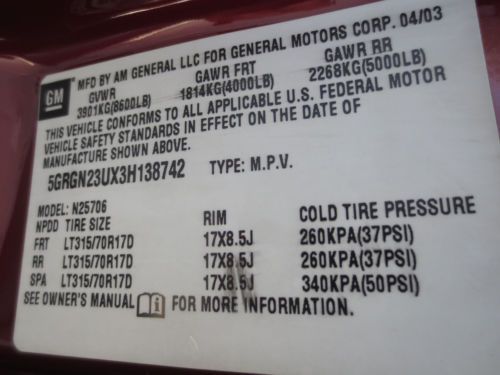 GM
MFD BY AM GENERAL LLC FOR GENERAL MOTORS CORP. 04/03
GVWR GAWR FRT GAWR RR
3901KG(8600LB) 1814KG(4000LB) 2268KG(5000LB)
THIS VEHICLE CONFORMS TO ALL APPLICABLE U.S. FEDERAL MOTOR
VEHICLE SAFETY STANDARDS IN EFFECT ON THE DATE OF
MANUFACTURE SHOWN ABOVE.
5GRGN23UX3H138742 TYPE: M.P.V.
MODEL: N25706
NPDD TIRE SIZE RIM COLD TIRE PRESSURE
FRT LT315/70R17D 17X8.5J 260KPA(37PSI)
RR LT315/70R17D 17X8.5J 260KPA(37PSI)
SPA LT315/70R17D 17X8.5J 340KPA(50PSI)
SEE OWNER'S MANUAL i FOR MORE INFORMATION.